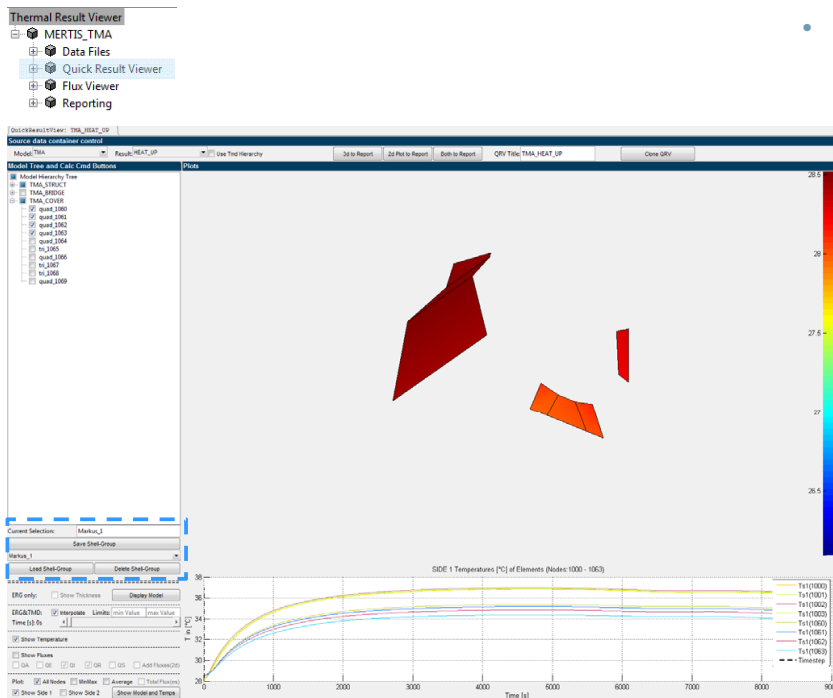 Thermal Result Viewer
MERTIS_TMA
Data Files
Quick Result Viewer
Flux Viewer
Reporting
QuickResultView: TMA_HEAT_UP
Source data container control
Model: TMA Result: HEAT_UP Use Tmd Hierarchy 3d to Report 2d Plot to Report Both to Report QRV Title: TMA_HEAT_UP Clone QRV
Model Tree and Calc Cmd Buttons Plots
Model Hierarchy Tree
TMA_STRUCT
TMA_BRIDGE
TMA_COVER
quad_1060
quad_1061
quad_1062
quad_1063
quad_1064
tri_1065
quad_1066
tri_1067
tri_1068
quad_1069
28.5
28
27.5
27
26.5
Current Selection: Markus_1
Save Shell-Group
Markus_1
Load Shell-Group Delete Shell-Group
ERG only: Show Thickness Display Model
ERG&TMD: Interpolate Limits: min Value max Value
Time [s]: 0s
Show Temperature
Show Fluxes
QA QE QI QR QS Add Fluxes(2d)
Plot: All Nodes MinMax Average Total Flux(ns)
Show Side 1 Show Side 2 Show Model and Temps
SIDE 1 Temperatures [°C] of Elements (Nodes:1000 - 1063)
T in [°C]
38
36
34
32
30
28
0 1000 2000 3000 4000 5000 6000 7000 8000 900
Time [s]
Ts1(1000)
Ts1(1001)
Ts1(1002)
Ts1(1003)
Ts1(1060)
Ts1(1061)
Ts1(1062)
Ts1(1063)
Timestep